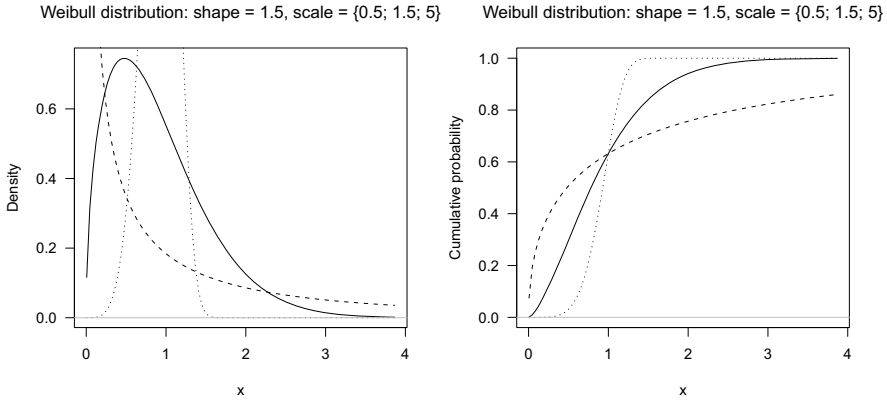 Weibull distribution: shape = 1.5, scale = {0.5; 1.5; 5}
Density
0.6
0.4
0.2
0.0
0 1 2 3 4
x
Weibull distribution: shape = 1.5, scale = {0.5; 1.5; 5}
Cumulative probability
1.0
0.8
0.6
0.4
0.2
0.0
0 1 2 3 4
x